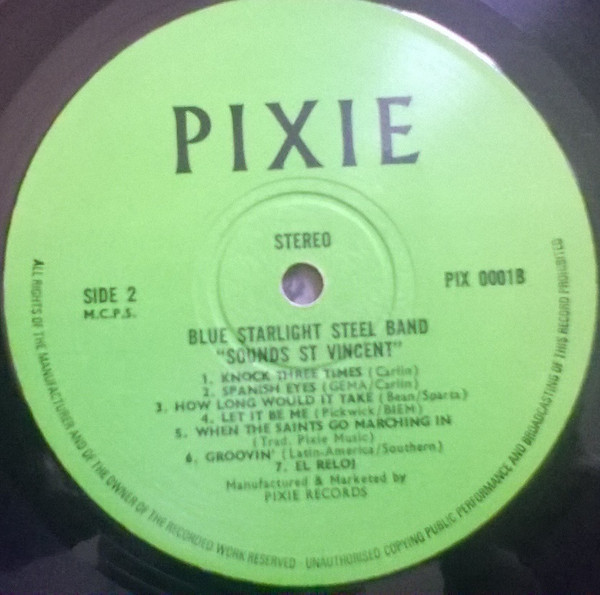 PIXIE
STEREO
SIDE 2
M.C.P.S.
PIX 0001B
BLUE STARLIGHT STEEL BAND
"SOUNDS ST VINCENT"
1. KNOCK THREE TIMES (Carlin)
2. SPANISH EYES (GEMA/Carlin)
3. HOW LONG WOULD IT TAKE (Bean/Sparta)
4. LET IT BE ME (Pickwick/BIEM)
5. WHEN THE SAINTS GO MARCHING IN
(Trad. Pixie Music)
6. GROOVIN' (Latin-America/Southern)
7. EL RELOJ
Manufactured & Marketed by
PIXIE RECORDS
ALL RIGHTS OF THE MANUFACTURER AND OF THE OWNER OF THE RECORDED WORK RESERVED · UNAUTHORISED COPYING PUBLIC PERFORMANCE AND BROADCASTING OF THIS RECORD PROHIBITED